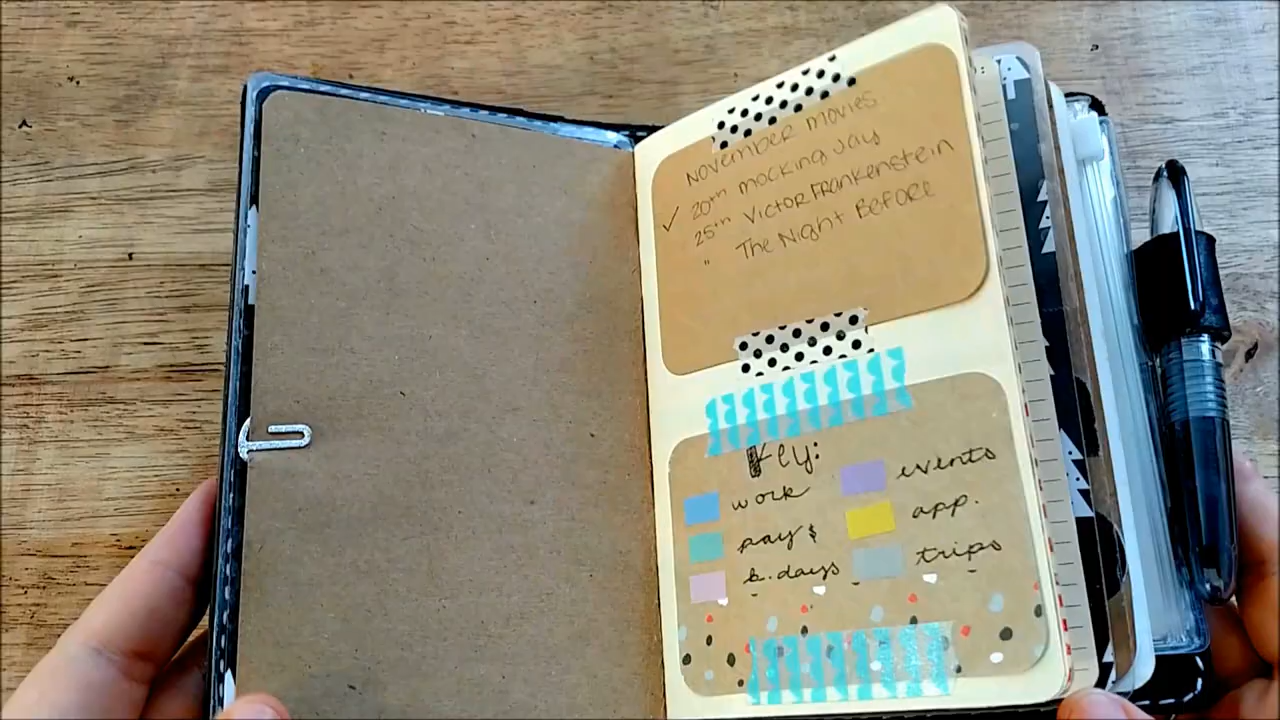 November movies
✓ 20th mocking Jay
25th Victor Frankenstein
" The Night Before
Key:
work
events
pay $
app.
b.days
trips